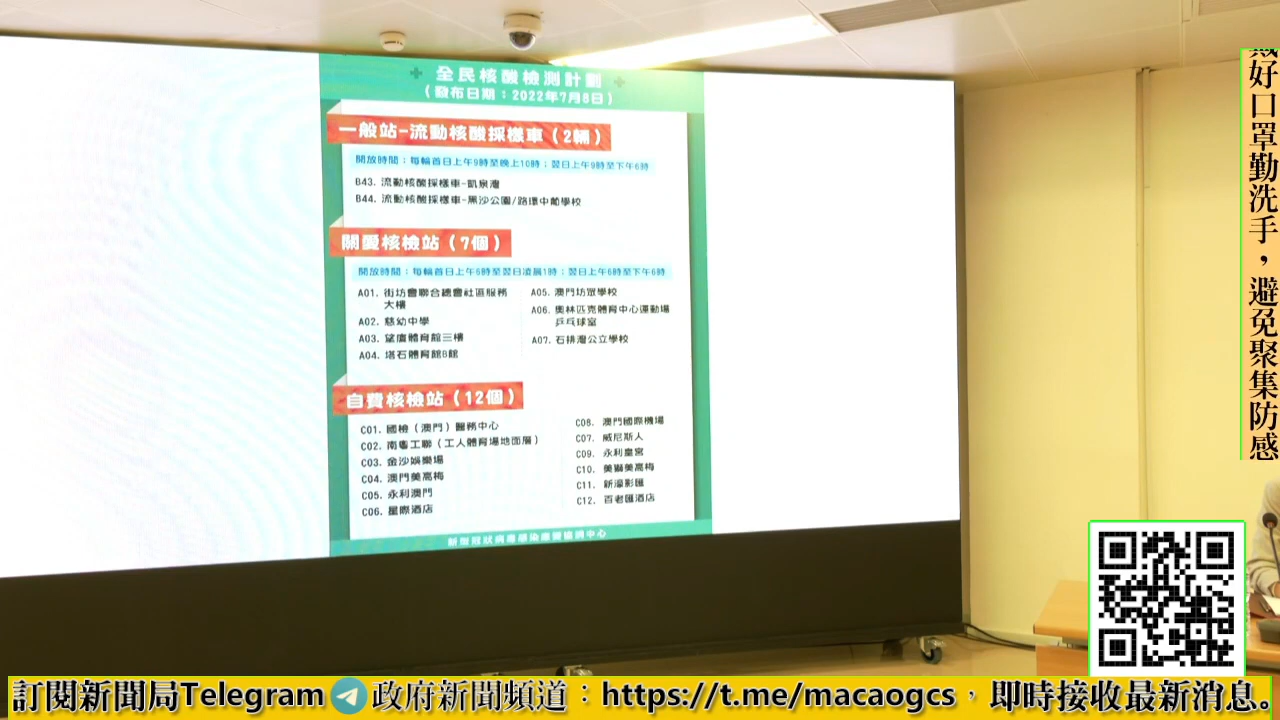 全民核酸檢測計劃
(發布日期：2022年7月8日)
一般站-流動核酸採樣車(2輛)
開放時間：每輪首日上午9時至晚上10時；翌日上午9時至下午6時
B43. 流動核酸採樣車-凱泉灣
B44. 流動核酸採樣車-黑沙公園/路環中葡學校
關愛核檢站(7個)
開放時間：每輪首日上午6時至翌日凌晨1時；翌日上午6時至下午6時
A01. 街坊會聯合總會社區服務
大樓
A02. 慈幼中學
A03. 望廈體育館三樓
A04. 塔石體育館B館
A05. 澳門坊眾學校
A06. 奧林匹克體育中心運動場
乒乓球室
A07. 石排灣公立學校
自費核檢站(12個)
C01. 國檢(澳門)醫務中心
C02. 南粵工聯(工人體育場地面層)
C03. 金沙娛樂場
C04. 澳門美高梅
C05. 永利澳門
C06. 星際酒店
C08. 澳門國際機場
C07. 威尼斯人
C09. 永利皇宮
C10. 美獅美高梅
C11. 新濠影匯
C12. 百老匯酒店
新型冠狀病毒感染應變協調中心
戴好口罩勤洗手，避免聚集防感
訂閱新聞局Telegram 政府新聞頻道：https://t.me/macaogcs，即時接收最新消息。